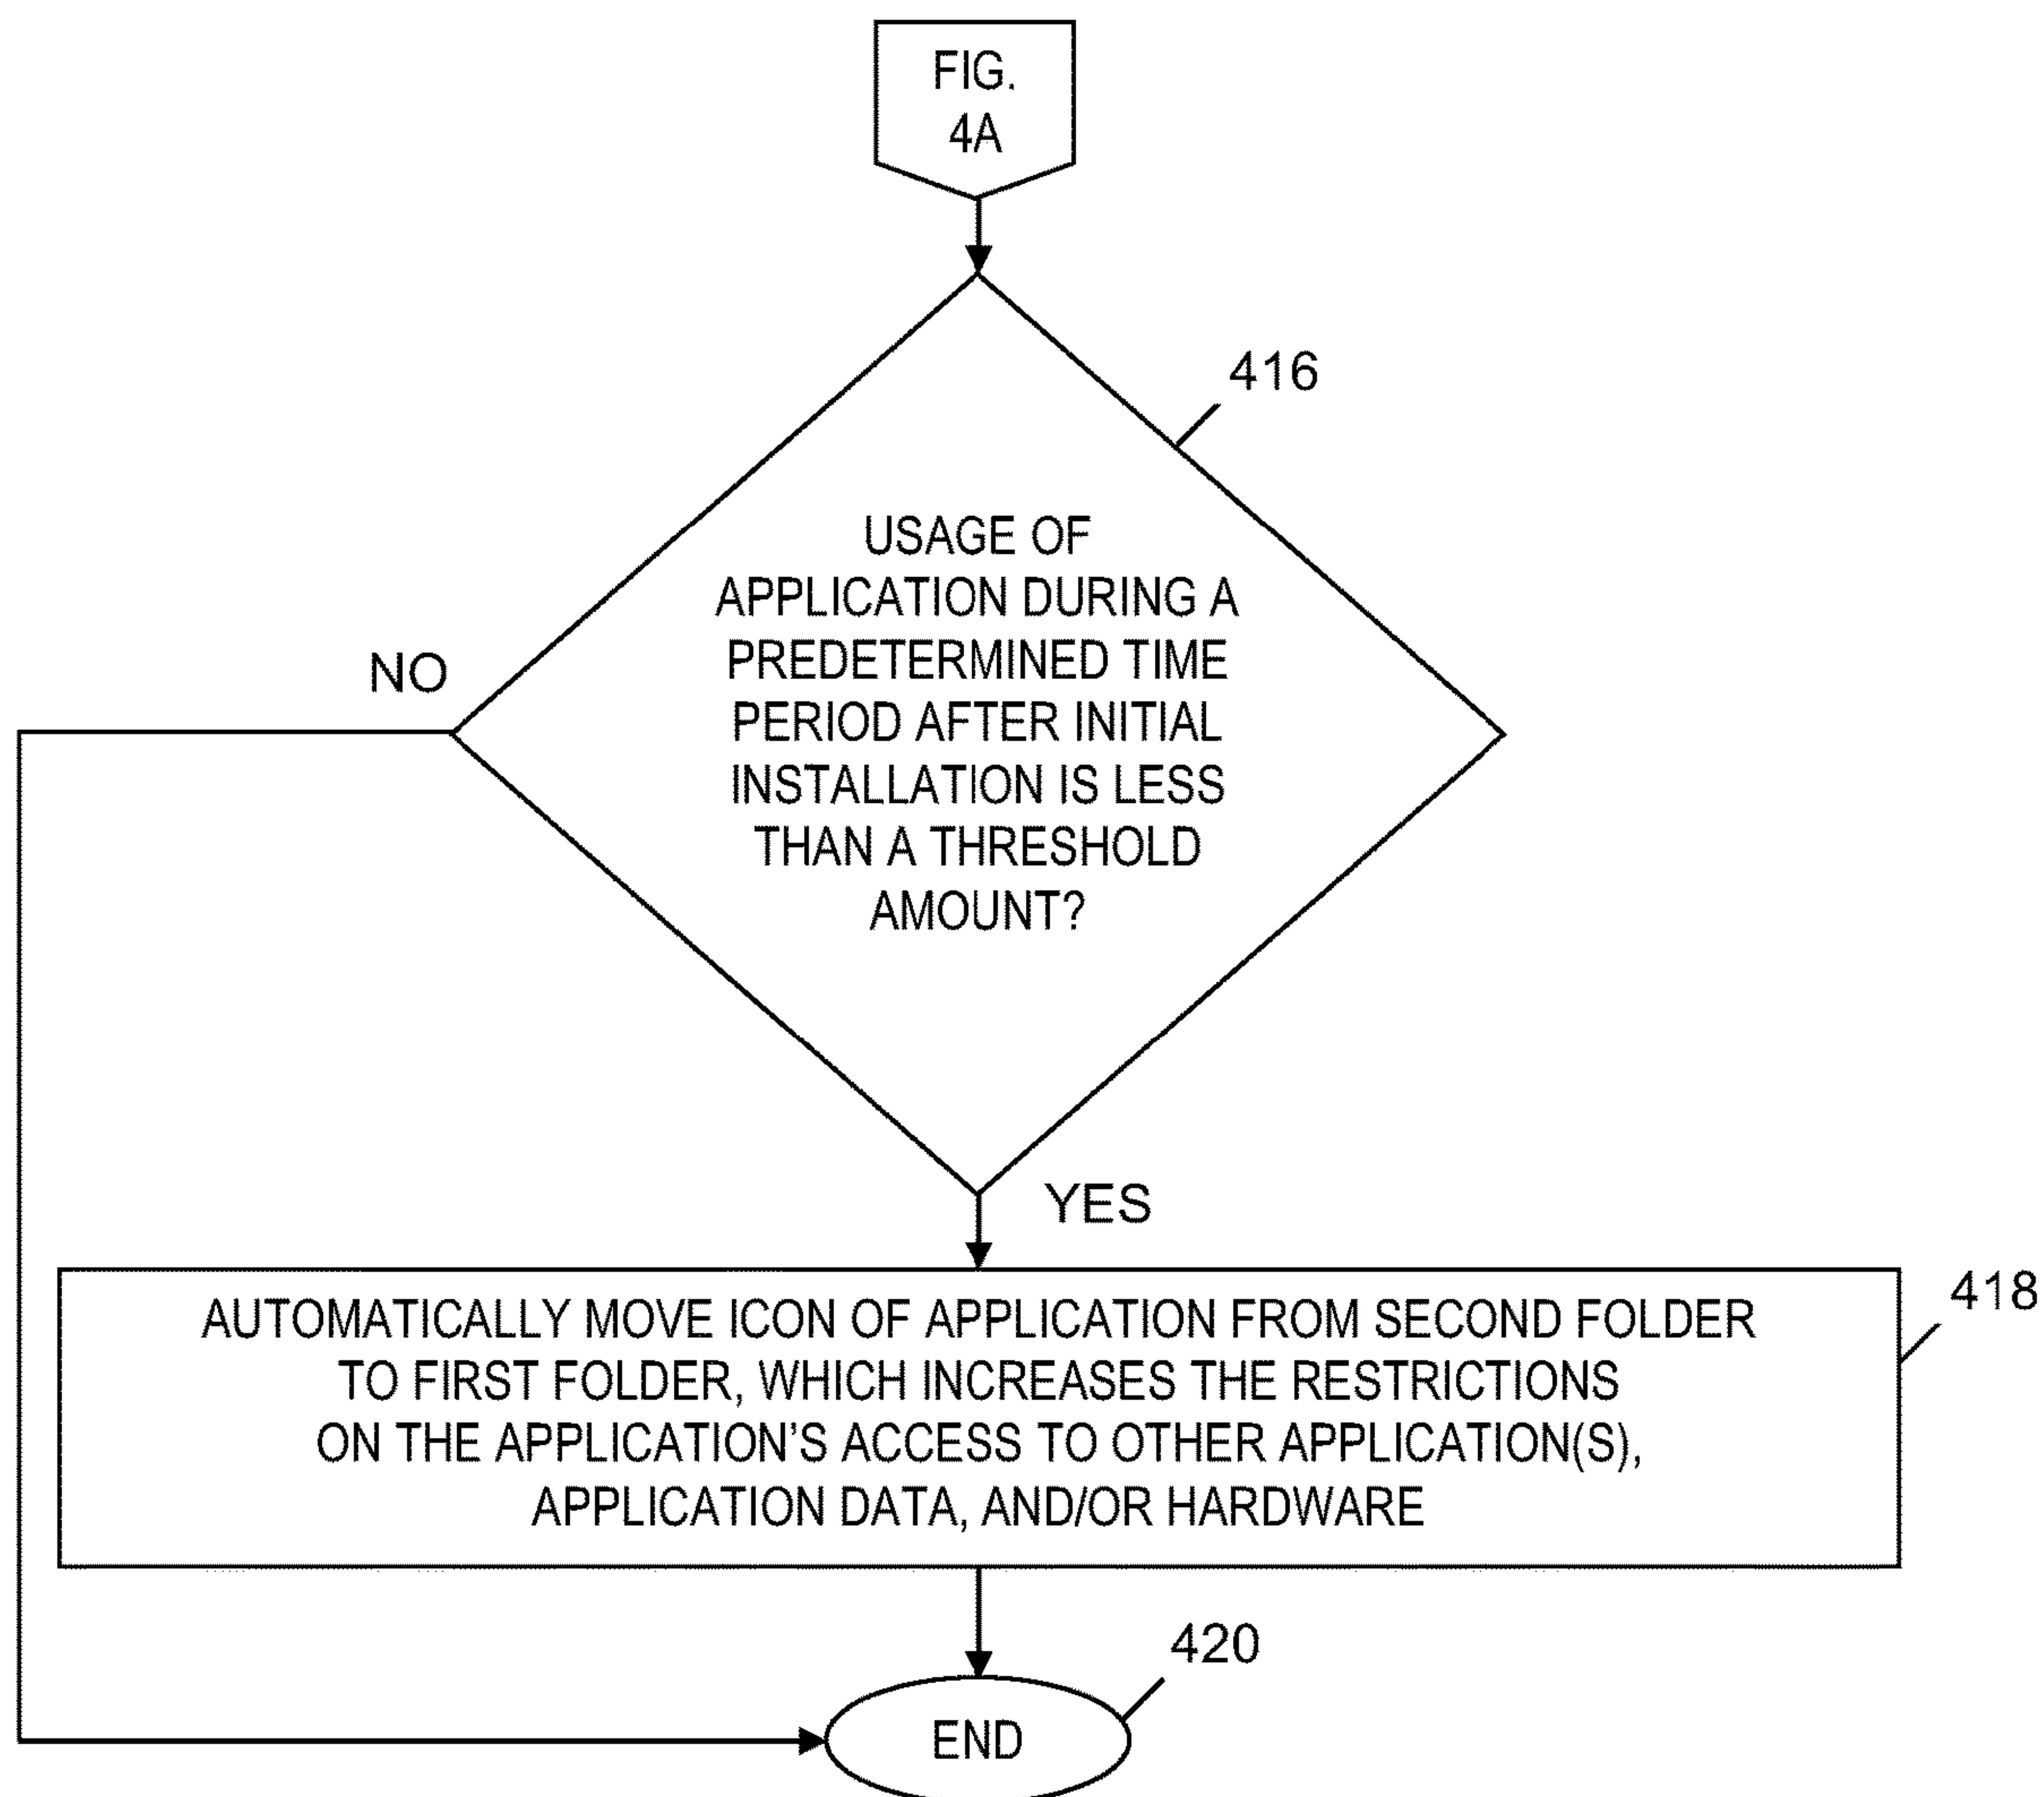 FIG.
4A
416
USAGE OF
APPLICATION DURING A
PREDETERMINED TIME
PERIOD AFTER INITIAL
INSTALLATION IS LESS
THAN A THRESHOLD
AMOUNT?
NO
YES
418
AUTOMATICALLY MOVE ICON OF APPLICATION FROM SECOND FOLDER
TO FIRST FOLDER, WHICH INCREASES THE RESTRICTIONS
ON THE APPLICATION'S ACCESS TO OTHER APPLICATION(S),
APPLICATION DATA, AND/OR HARDWARE
420
END